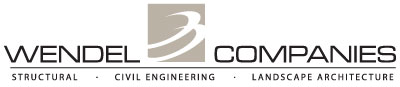 WENDEL COMPANIES
STRUCTURAL · CIVIL ENGINEERING · LANDSCAPE ARCHITECTURE